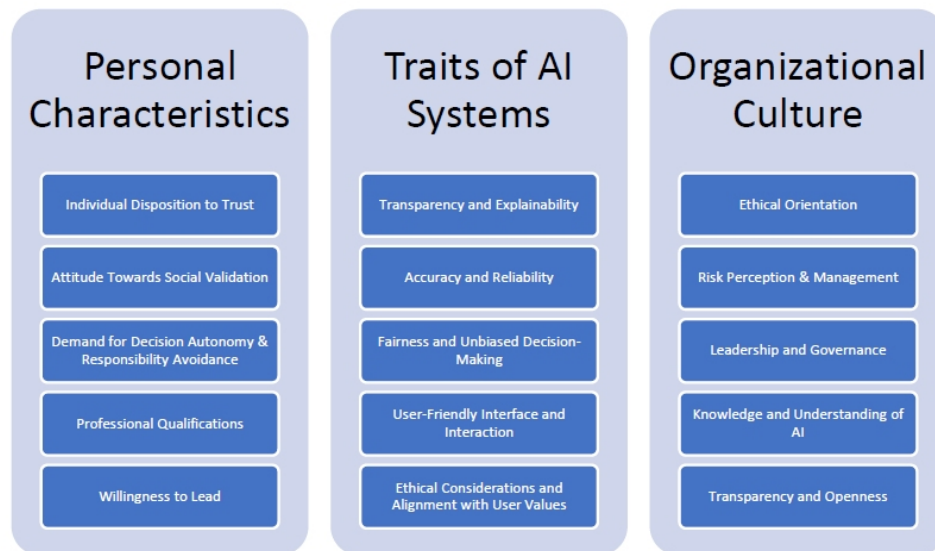 Personal
Characteristics
Individual Disposition to Trust
Attitude Towards Social Validation
Demand for Decision Autonomy &
Responsibility Avoidance
Professional Qualifications
Willingness to Lead
Traits of AI
Systems
Transparency and Explainability
Accuracy and Reliability
Fairness and Unbiased Decision-
Making
User-Friendly Interface and
Interaction
Ethical Considerations and
Alignment with User Values
Organizational
Culture
Ethical Orientation
Risk Perception & Management
Leadership and Governance
Knowledge and Understanding of
AI
Transparency and Openness